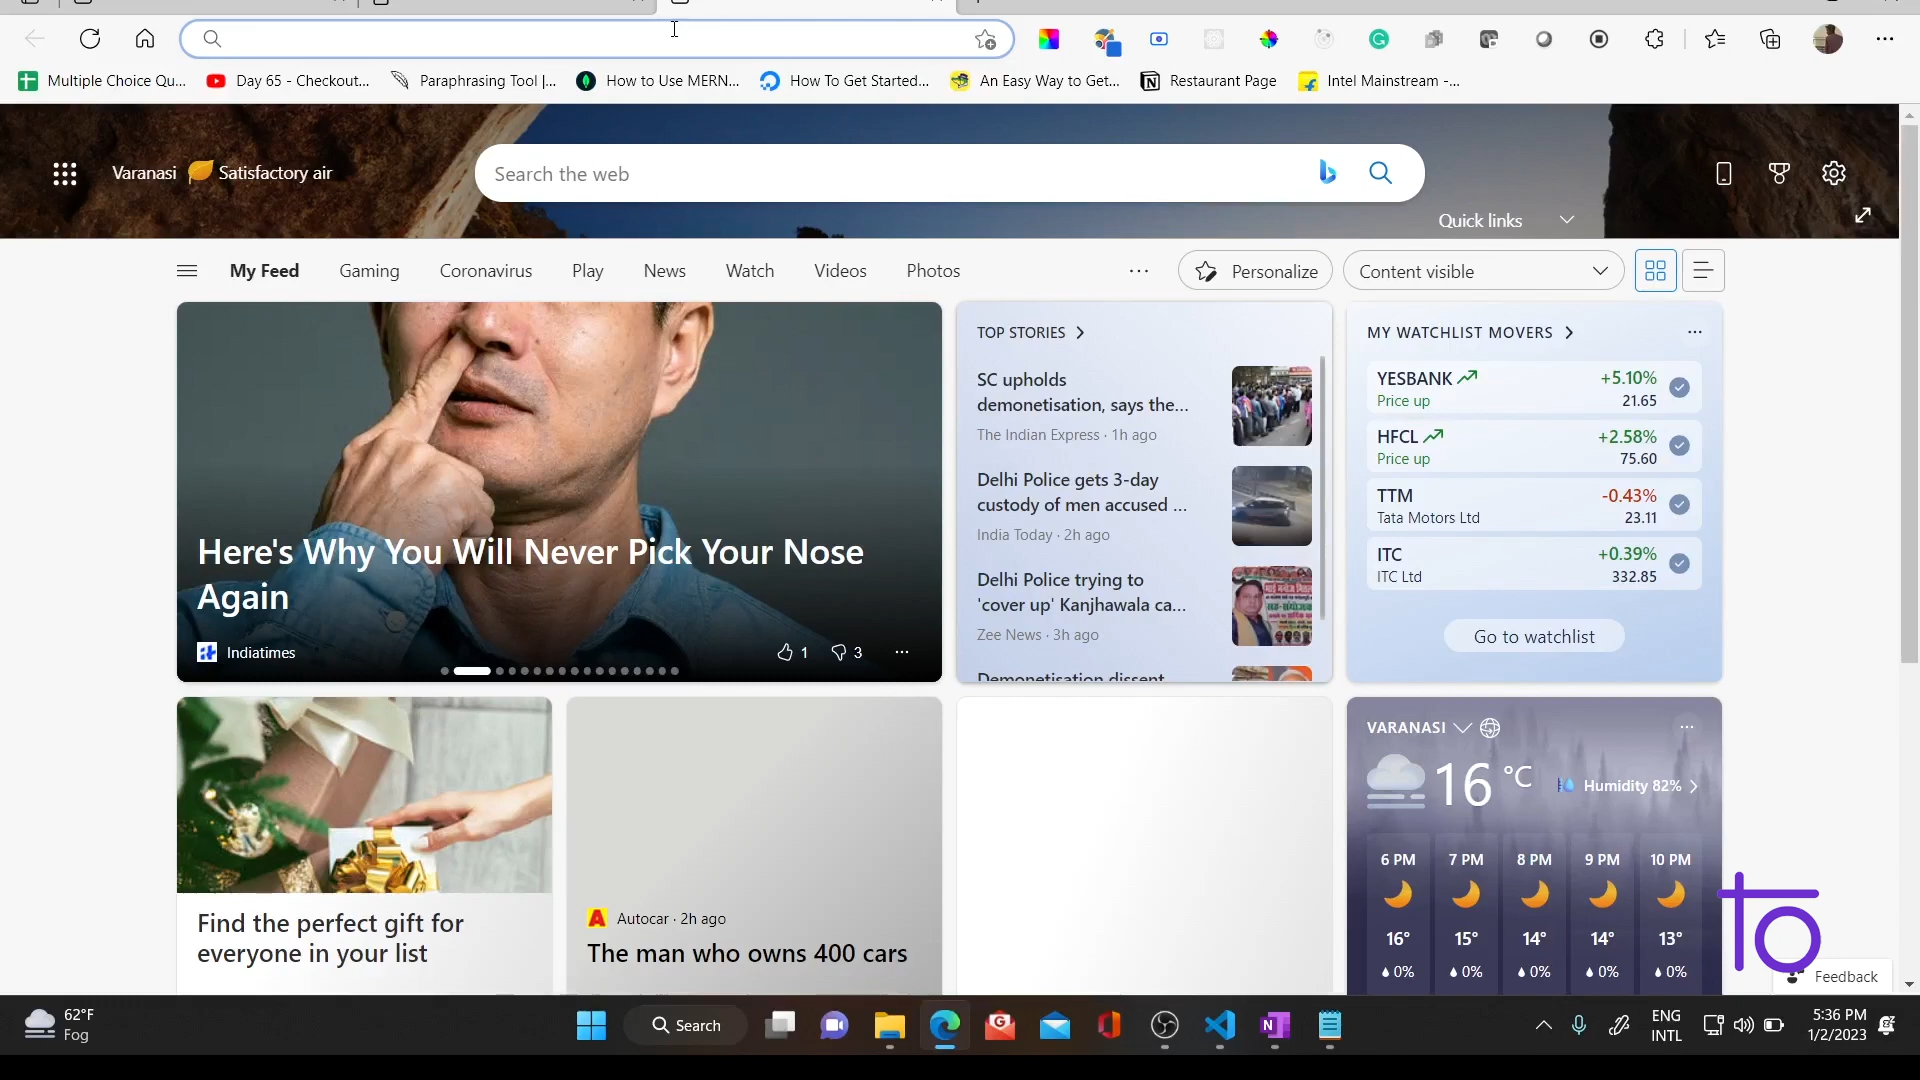 Multiple Choice Qu...
Day 65 - Checkout...
Paraphrasing Tool |...
How to Use MERN...
How To Get Started...
An Easy Way to Get...
Restaurant Page
Intel Mainstream -...
Varanasi Satisfactory air
Search the web
Quick links
My Feed
Gaming
Coronavirus
Play
News
Watch
Videos
Photos
Personalize
Content visible
Here's Why You Will Never Pick Your Nose
Again
Indiatimes
1
3
TOP STORIES
SC upholds
demonetisation, says the...
The Indian Express · 1h ago
Delhi Police gets 3-day
custody of men accused ...
India Today · 2h ago
Delhi Police trying to
'cover up' Kanjhawala ca...
Zee News · 3h ago
Demonetisation dissent
MY WATCHLIST MOVERS
YESBANK +5.10%
Price up 21.65
HFCL +2.58%
Price up 75.60
TTM -0.43%
Tata Motors Ltd 23.11
ITC +0.39%
ITC Ltd 332.85
Go to watchlist
Find the perfect gift for
everyone in your list
Autocar · 2h ago
The man who owns 400 cars
VARANASI
16 °C Humidity 82%
6 PM 7 PM 8 PM 9 PM 10 PM
16° 15° 14° 14° 13°
0% 0% 0% 0% 0%
to
Feedback
62°F
Fog
Search
ENG
INTL
5:36 PM
1/2/2023